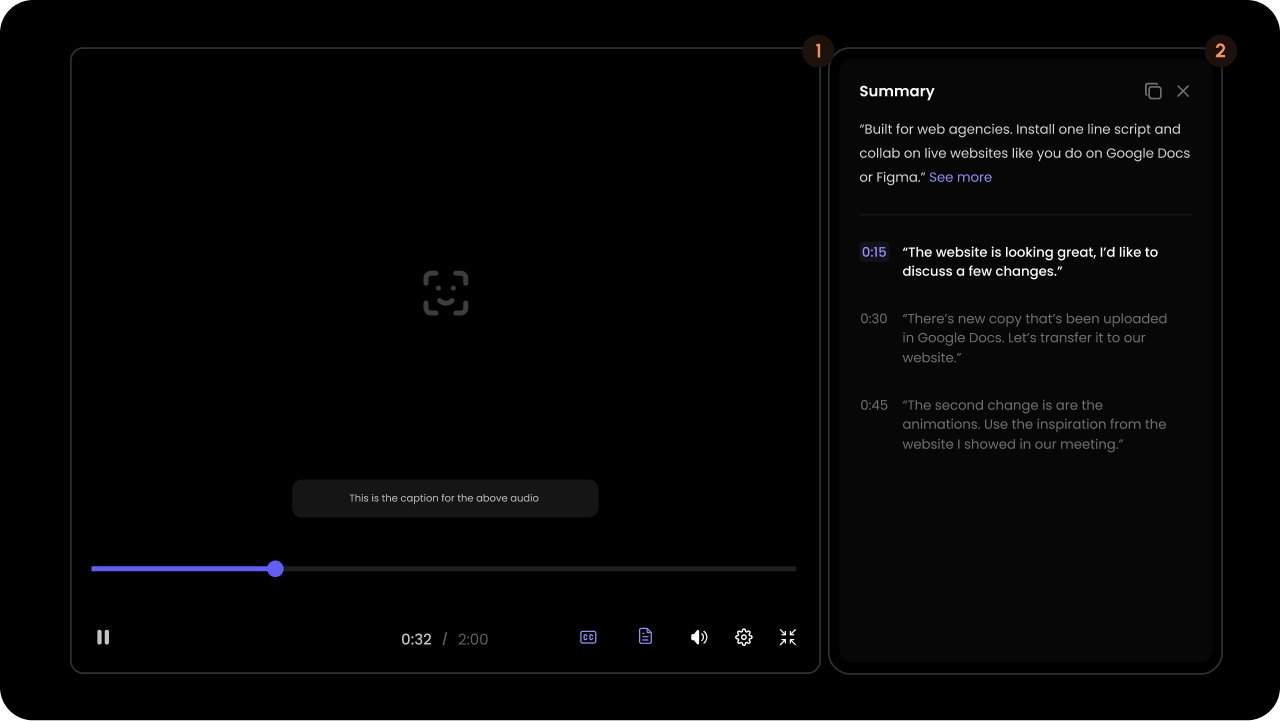 1
This is the caption for the above audio
0:32 / 2:00
CC
2
Summary
“Built for web agencies. Install one line script and
collab on live websites like you do on Google Docs
or Figma.” See more
0:15 “The website is looking great, I’d like to
discuss a few changes.”
0:30 “There’s new copy that’s been uploaded
in Google Docs. Let’s transfer it to our
website.”
0:45 “The second change is are the
animations. Use the inspiration from the
website I showed in our meeting.”